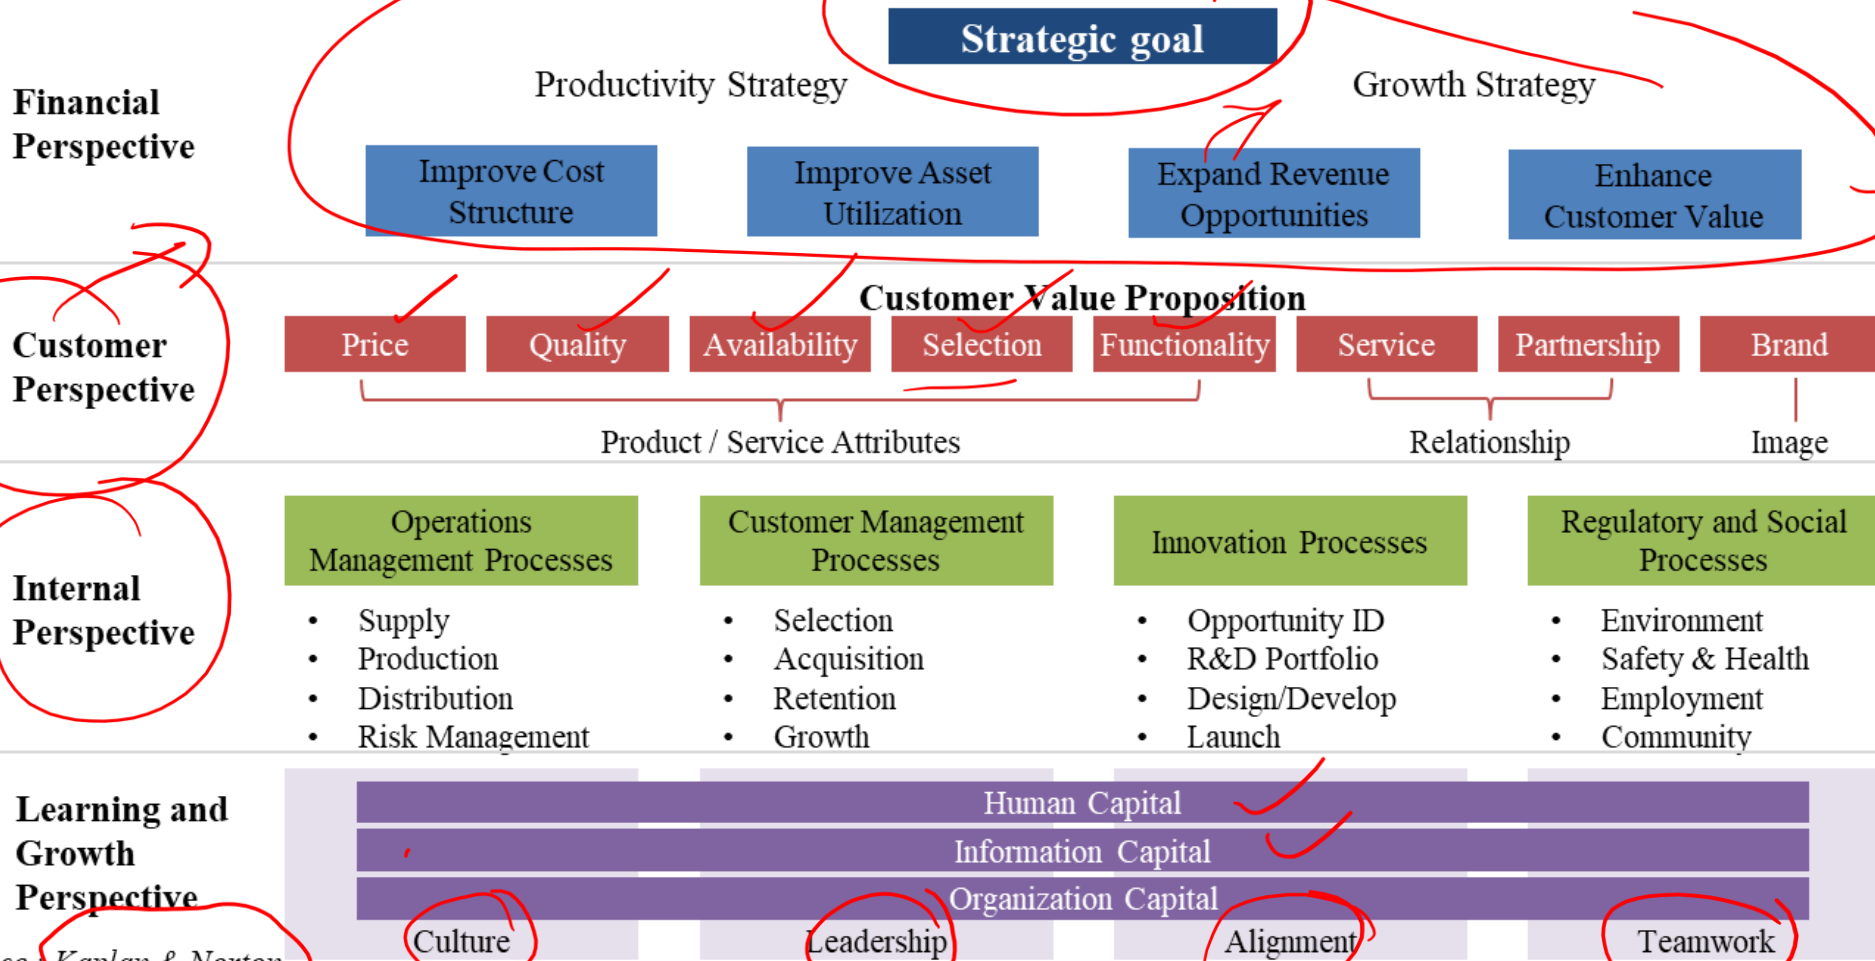 Strategic goal
Productivity Strategy
Growth Strategy
Financial
Perspective
Improve Cost
Structure
Improve Asset
Utilization
Expand Revenue
Opportunities
Enhance
Customer Value
Customer Value Proposition
Customer
Perspective
Price
Quality
Availability
Selection
Functionality
Service
Partnership
Brand
Product / Service Attributes
Relationship
Image
Internal
Perspective
Operations
Management Processes
• Supply
• Production
• Distribution
• Risk Management
Customer Management
Processes
• Selection
• Acquisition
• Retention
• Growth
Innovation Processes
• Opportunity ID
• R&D Portfolio
• Design/Develop
• Launch
Regulatory and Social
Processes
• Environment
• Safety & Health
• Employment
• Community
Learning and
Growth
Perspective
Human Capital
Information Capital
Organization Capital
Culture
Leadership
Alignment
Teamwork
Kaplan & Norton